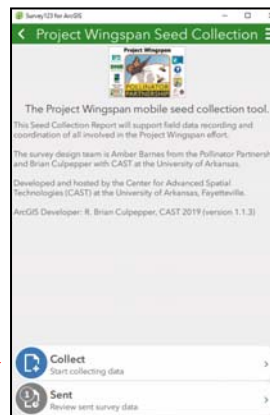 Survey123 for ArcGIS
Project Wingspan Seed Collection
Project Wingspan
POLLINATOR
PARTNERSHIP
The Project Wingspan mobile seed collection tool.
This Seed Collection Report will support field data recording and
coordination of all involved in the Project Wingspan effort.
The survey design team is Amber Barnes from the Pollinator Partnersh
and Brian Culpepper with CAST at the University of Arkansas.
Developed and hosted by the Center for Advanced Spatial
Technologies (CAST) at the University of Arkansas, Fayetteville.
ArcGIS Developer: R. Brian Culpepper, CAST 2019 (version 1.1.3)
Collect
Start collecting data
1
Sent
Review sent survey data